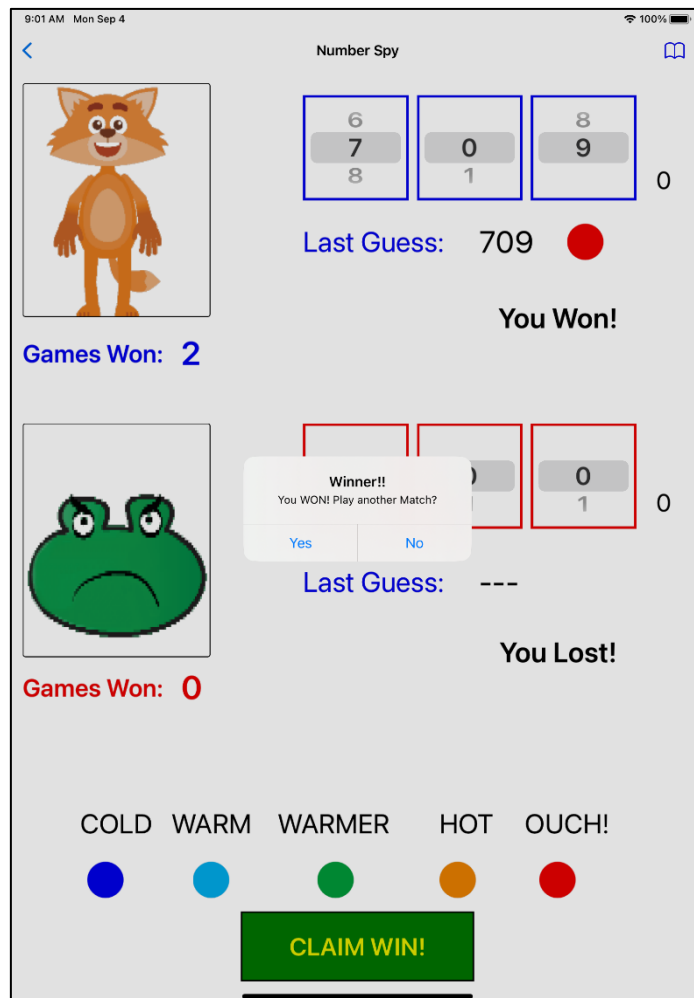 9:01 AM Mon Sep 4
100%
Number Spy
6 8
7 0 9
8 1
0
Last Guess: 709
You Won!
Games Won: 2
Winner!!
You WON! Play another Match?
Yes No
0
1
0
Last Guess: ---
You Lost!
Games Won: 0
COLD WARM WARMER HOT OUCH!
CLAIM WIN!